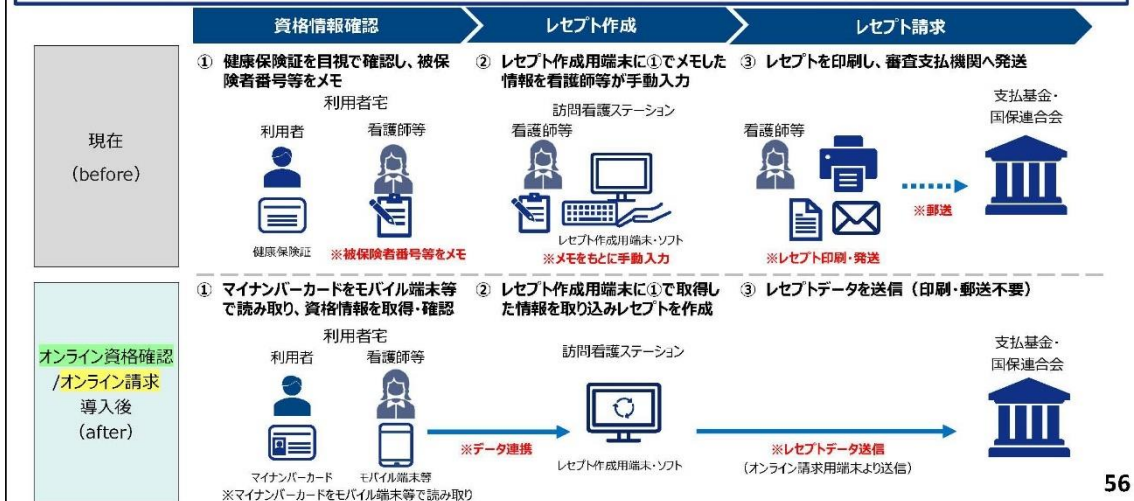 資格情報確認
レセプト作成
レセプト請求
現在
(before)
① 健康保険証を目視で確認し、被保
険者番号等をメモ
利用者宅
利用者
看護師等
健康保険証
※被保険者番号等をメモ
② レセプト作成用端末に①でメモした
情報を看護師等が手動入力
訪問看護ステーション
看護師等
レセプト作成用端末・ソフト
※メモをもとに手動入力
③ レセプトを印刷し、審査支払機関へ発送
看護師等
※レセプト印刷・発送
※郵送
支払基金・
国保連合会
オンライン資格確認
/オンライン請求
導入後
(after)
① マイナンバーカードをモバイル端末等
で読み取り、資格情報を取得・確認
利用者宅
利用者
看護師等
マイナンバーカード
モバイル端末等
※マイナンバーカードをモバイル端末等で読み取り
※データ連携
② レセプト作成用端末に①で取得し
た情報を取り込みレセプトを作成
訪問看護ステーション
レセプト作成用端末・ソフト
③ レセプトデータを送信（印刷・郵送不要）
※レセプトデータ送信
（オンライン請求用端末より送信）
支払基金・
国保連合会
56